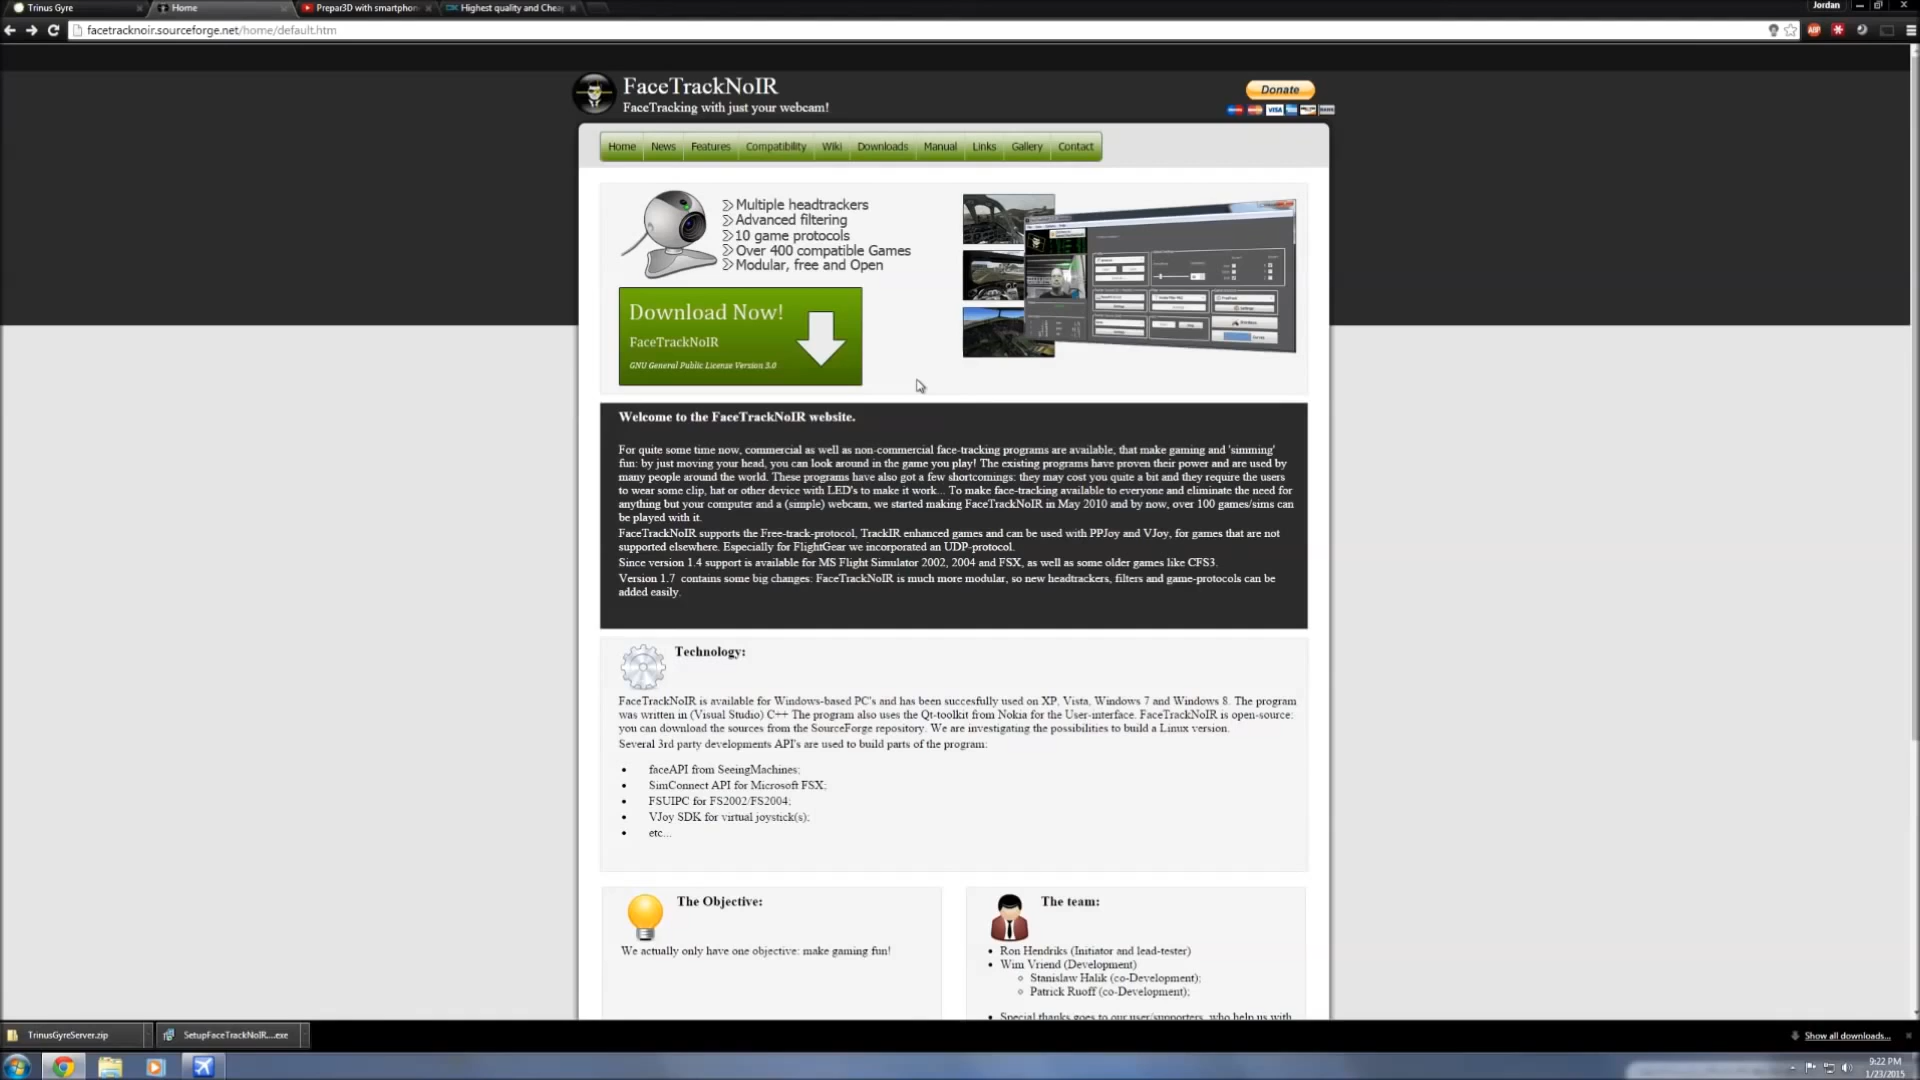 Trinus Gyre
Home
Prepar3D with smartphon
Highest quality and Chea
Jordan
facetracknoir.sourceforge.net/home/default.htm
FaceTrackNoIR
FaceTracking with just your webcam!
Donate
Home News Features Compatibility Wiki Downloads Manual Links Gallery Contact
Multiple headtrackers
Advanced filtering
10 game protocols
Over 400 compatible Games
Modular, free and Open
Download Now!
FaceTrackNoIR
GNU General Public License Version 3.0
Welcome to the FaceTrackNoIR website.
For quite some time now, commercial as well as non-commercial face-tracking programs are available, that make gaming and 'simming'
fun: by just moving your head, you can look around in the game you play! The existing programs have proven their power and are used by
many people around the world. These programs have also got a few shortcomings: they may cost you quite a bit and they require the users
to wear some clip, hat or other device with LED's to make it work... To make face-tracking available to everyone and eliminate the need for
anything but your computer and a (simple) webcam, we started making FaceTrackNoIR in May 2010 and by now, over 100 games/sims can
be played with it.
FaceTrackNoIR supports the Free-track-protocol, TrackIR enhanced games and can be used with PPJoy and VJoy, for games that are not
supported elsewhere. Especially for FlightGear we incorporated an UDP-protocol.
Since version 1.4 support is available for MS Flight Simulator 2002, 2004 and FSX, as well as some older games like CFS3.
Version 1.7 contains some big changes: FaceTrackNoIR is much more modular, so new headtrackers, filters and game-protocols can be
added easily.
Technology:
FaceTrackNoIR is available for Windows-based PC's and has been succesfully used on XP, Vista, Windows 7 and Windows 8. The program
was written in (Visual Studio) C++ The program also uses the Qt-toolkit from Nokia for the User-interface. FaceTrackNoIR is open-source:
you can download the sources from the SourceForge repository. We are investigating the possibilities to build a Linux version.
Several 3rd party developments API's are used to build parts of the program:
• faceAPI from SeeingMachines;
• SimConnect API for Microsoft FSX;
• FSUIPC for FS2002/FS2004;
• VJoy SDK for virtual joystick(s);
• etc...
The Objective:
We actually only have one objective: make gaming fun!
The team:
• Ron Hendriks (Initiator and lead-tester)
• Wim Vriend (Development)
○ Stanislaw Halik (co-Development);
○ Patrick Ruoff (co-Development);
• Special thanks goes to our user/supporters, who help us with
TrinusGyreServer.zip
SetupFaceTrackNoIR....exe
Show all downloads...
9:22 PM
1/23/2015